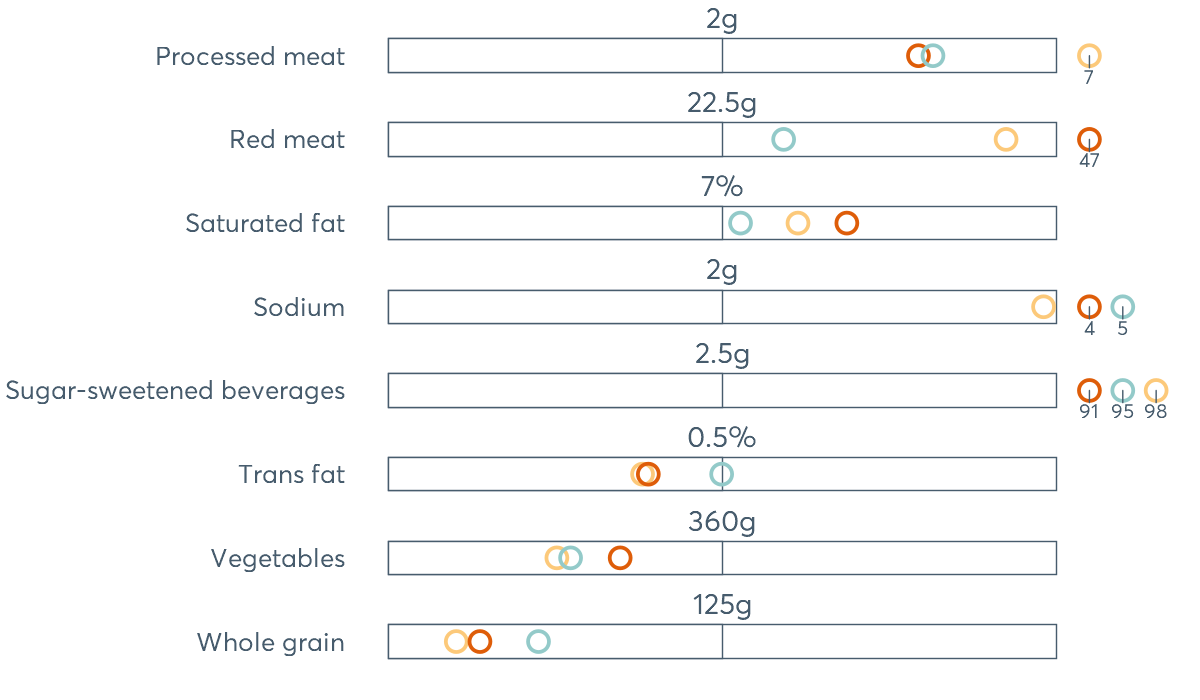 2g
Processed meat
7
22.5g
Red meat
47
7%
Saturated fat
2g
Sodium
4 5
2.5g
Sugar-sweetened beverages
91 95 98
0.5%
Trans fat
360g
Vegetables
125g
Whole grain